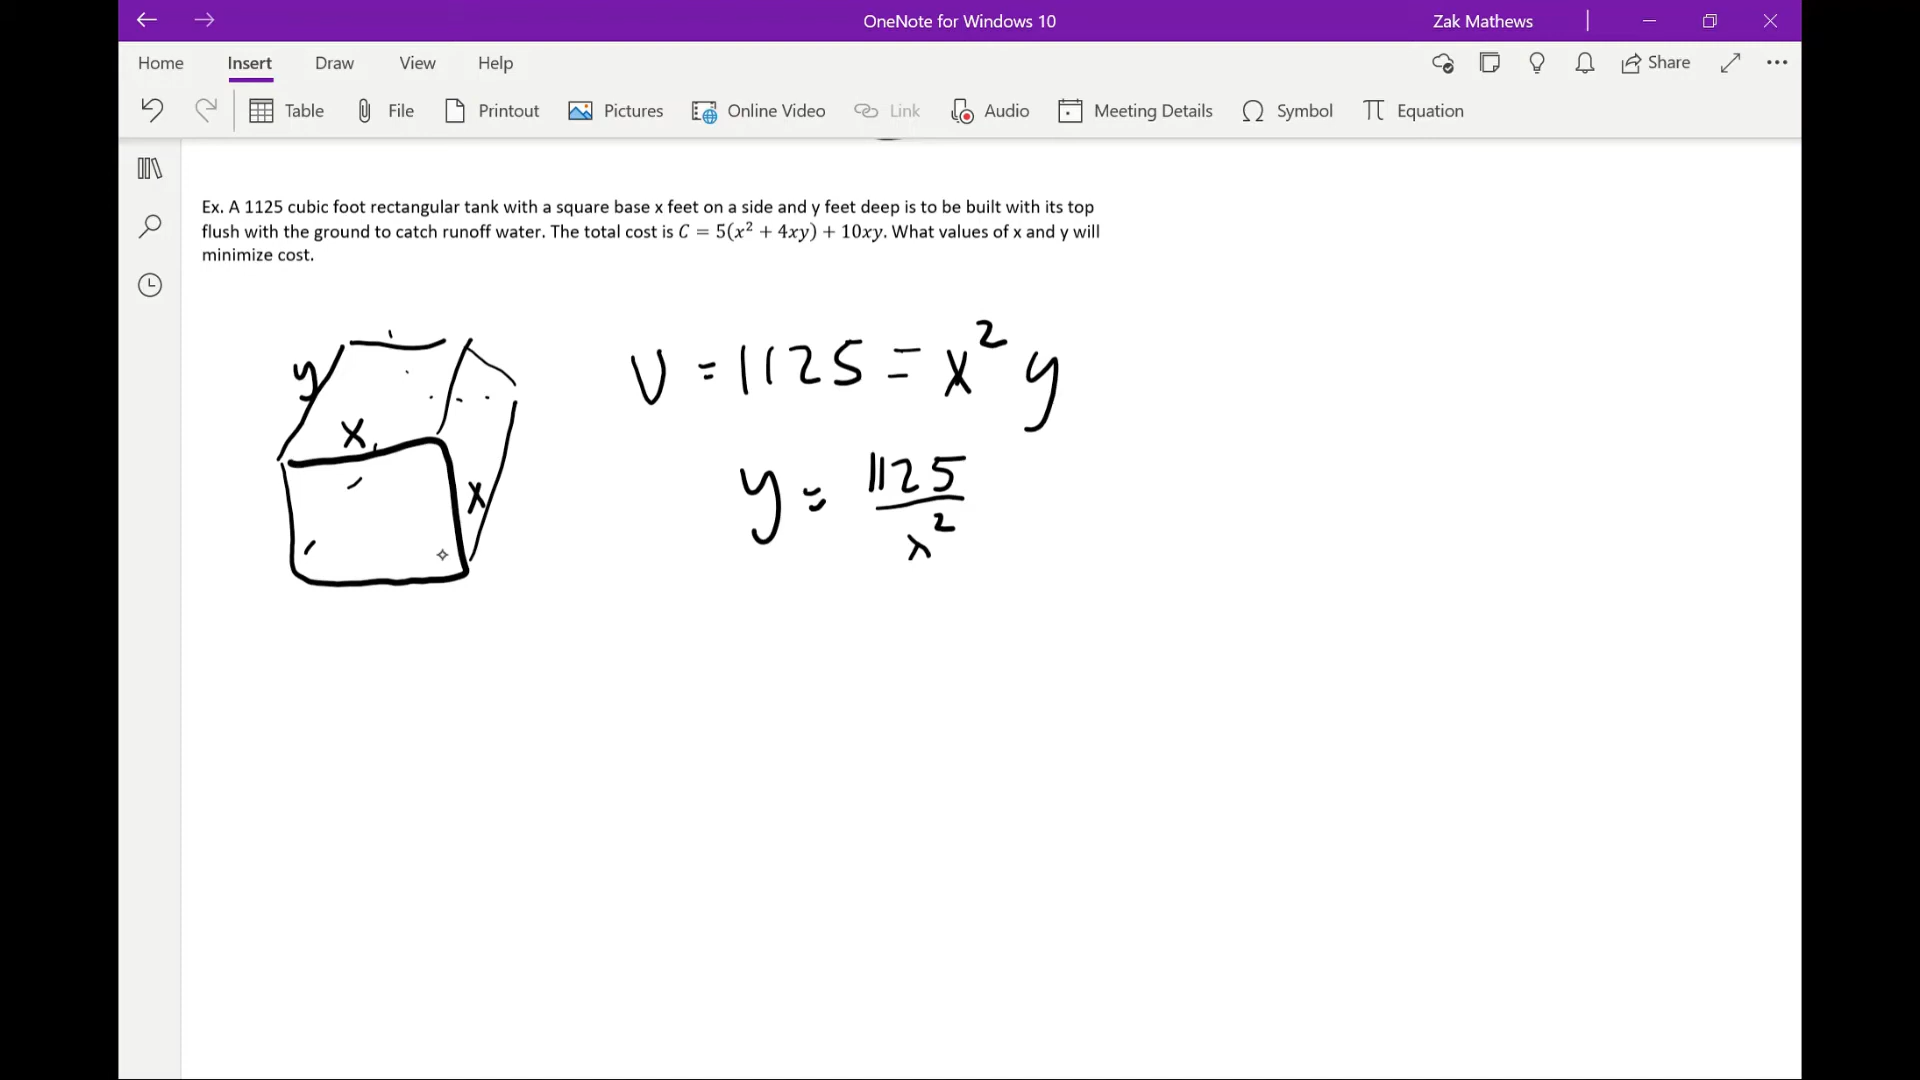 OneNote for Windows 10
Zak Mathews
Home Insert Draw View Help
Share
Table File Printout Pictures Online Video Link Audio Meeting Details Symbol Equation
Ex. A 1125 cubic foot rectangular tank with a square base x feet on a side and y feet deep is to be built with its top
flush with the ground to catch runoff water. The total cost is C = 5(x² + 4xy) + 10xy. What values of x and y will
minimize cost.
V = 1125 = x² y
y
x
y = 1125/x²
x